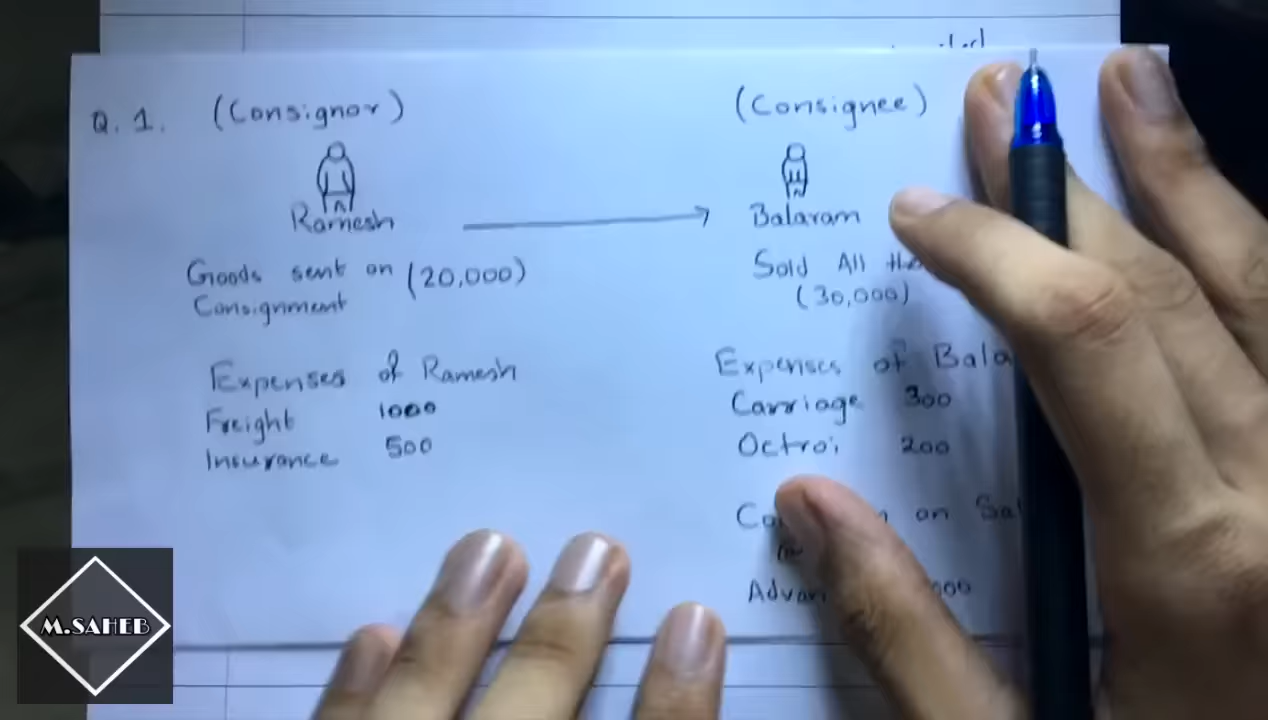 Q.1. (Consignor)
Ramesh
Goods sent on (20,000)
Consignment
Expenses of Ramesh
Freight 1000
Insurance 500
(Consignee)
Balaram
Sold All
(30,000)
Expenses of
Carriage 300
Octroi 200
on
M.SAHEB